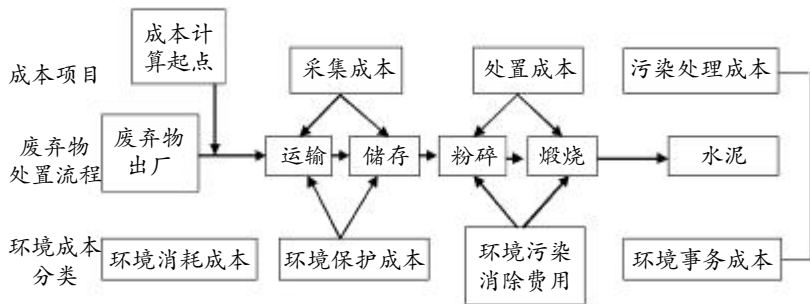 成本计
算起点
成本项目
采集成本
处置成本
污染处理成本
废弃物
处置流程
废弃物
出厂
运输
储存
粉碎
煅烧
水泥
环境成本
分类
环境消耗成本
环境保护成本
环境污染
消除费用
环境事务成本